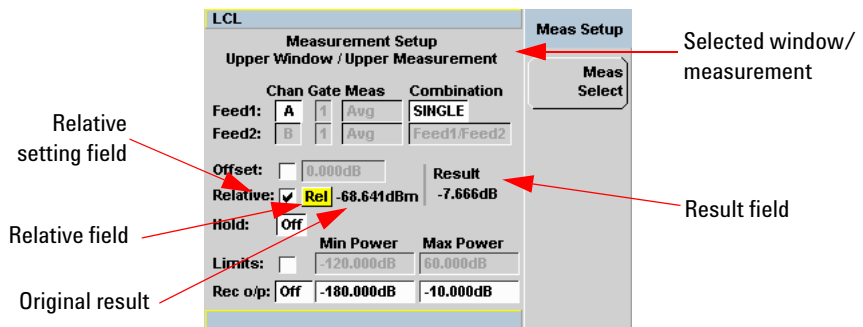 LCL
Meas Setup
Measurement Setup
Upper Window / Upper Measurement
Selected window/
measurement
Meas
Select
Chan Gate Meas Combination
Feed1: A 1 Avg SINGLE
Feed2: B 1 Avg Feed1/Feed2
Relative
setting field
Offset: 0.000dB
Result
Relative: Rel -68.641dBm -7.666dB
Result field
Hold: Off
Relative field
Min Power Max Power
Limits: -120.000dB 60.000dB
Original result
Rec o/p: Off -180.000dB -10.000dB